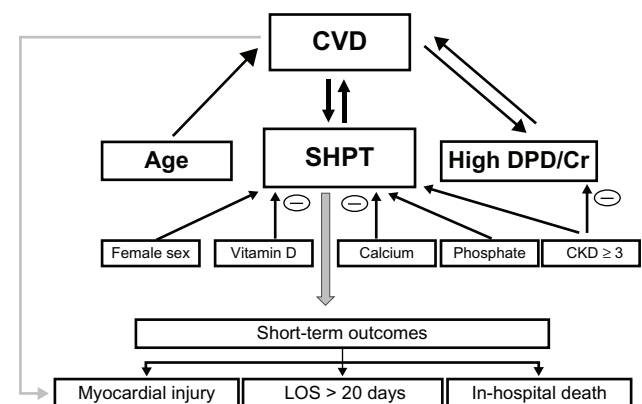 CVD
Age
SHPT
High DPD/Cr
−
−
−
Female sex
Vitamin D
Calcium
Phosphate
CKD ≥ 3
Short-term outcomes
Myocardial injury
LOS > 20 days
In-hospital death